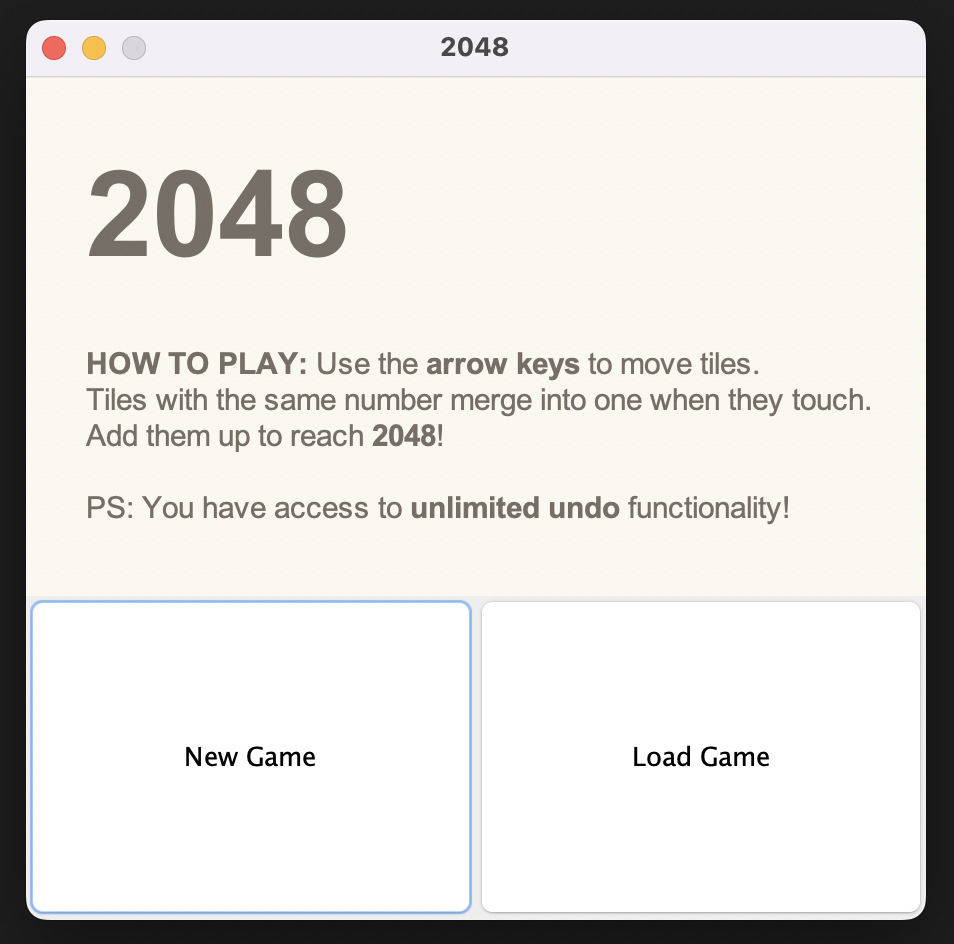 2048
2048
HOW TO PLAY: Use the arrow keys to move tiles.
Tiles with the same number merge into one when they touch.
Add them up to reach 2048!
PS: You have access to unlimited undo functionality!
New Game
Load Game